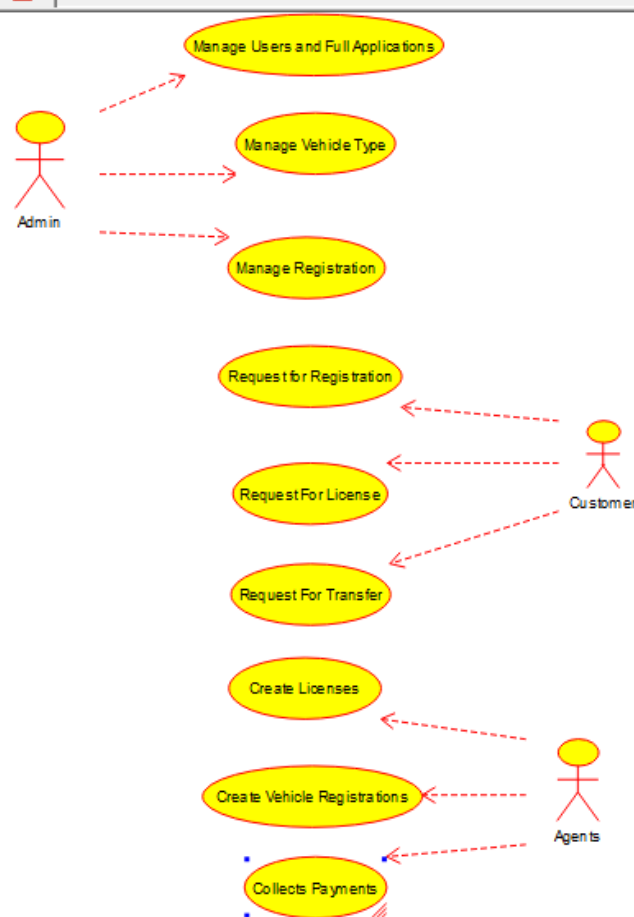 Manage Users and Full Applications
Manage Vehicle Type
Admin
Manage Registration
Request for Registration
Request For License
Customer
Request For Transfer
Create Licenses
Create Vehicle Registrations
Agents
Collects Payments